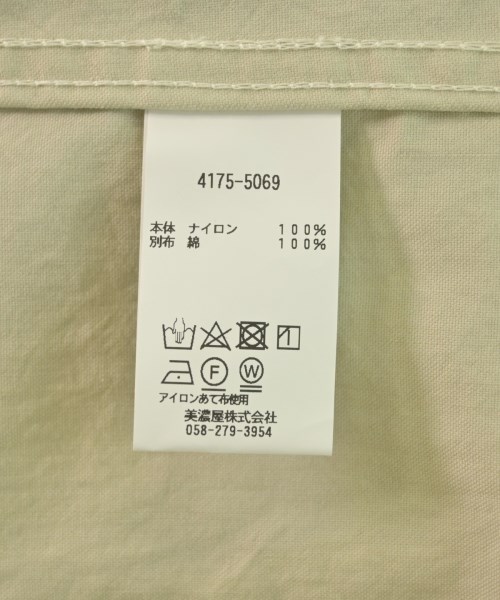 4175-5069
本体 ナイロン 100%
別布 綿 100%
F W
アイロンあて布使用
美濃屋株式会社
058-279-3954